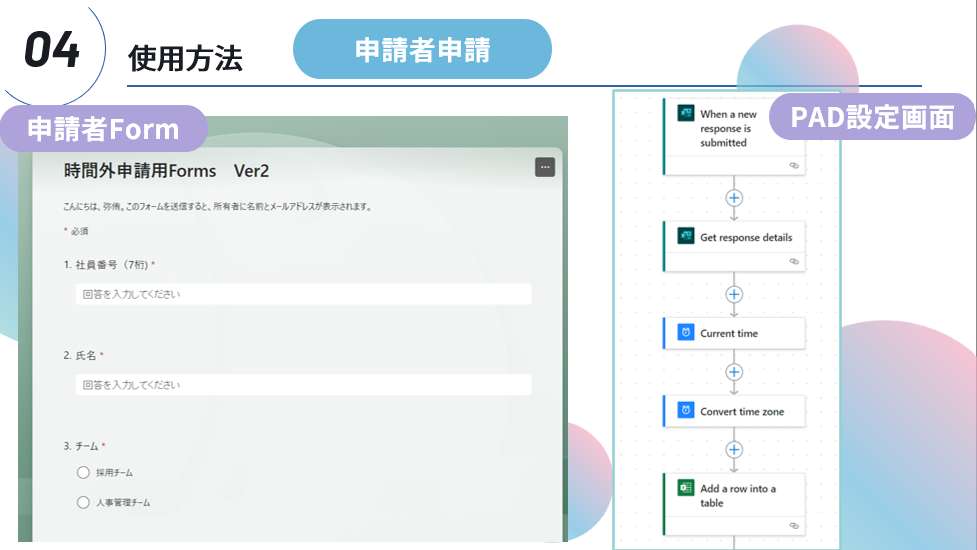 04
使用方法
申請者申請
申請者Form
PAD設定画面
時間外申請用Forms Ver2
...
こんにちは、弥侑。このフォームを送信すると、所有者に名前とメールアドレスが表示されます。
* 必須
1. 社員番号（7桁) *
回答を入力してください
2. 氏名 *
回答を入力してください
3. チーム *
採用チーム
人事管理チーム
When a new
response is
submitted
Get response details
Current time
Convert time zone
Add a row into a
table